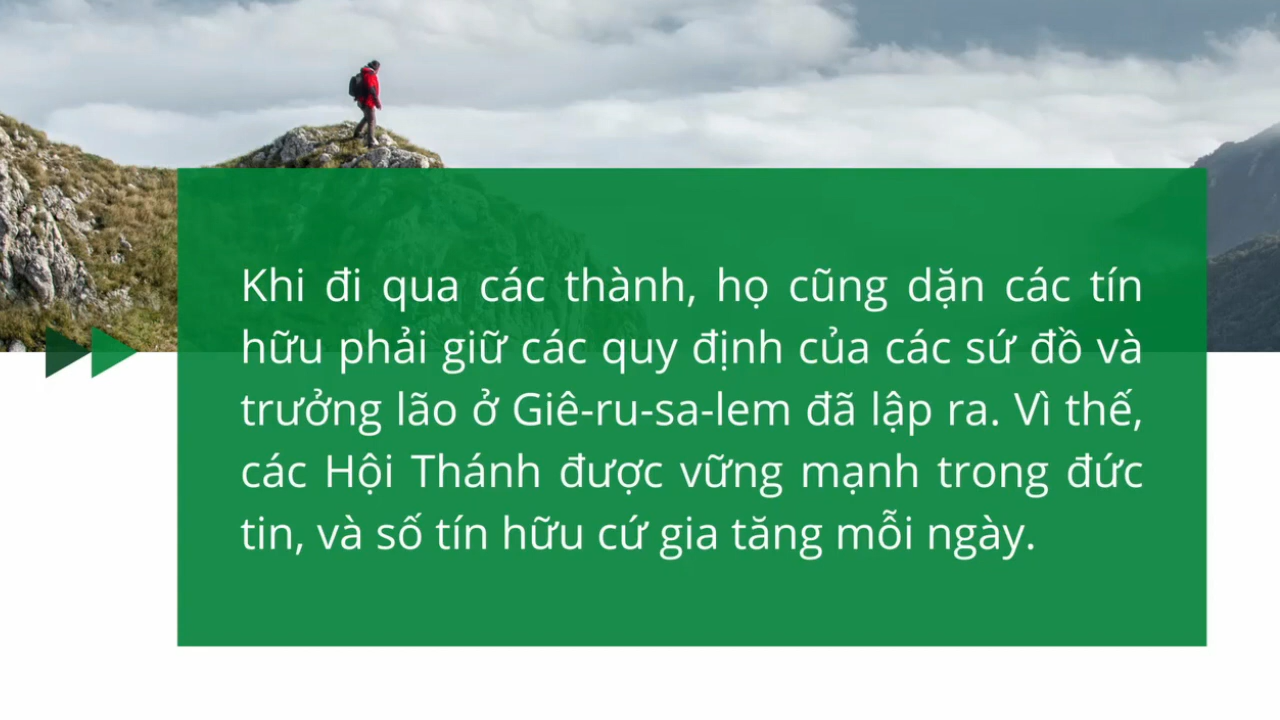 Khi đi qua các thành, họ cũng dặn các tín
hữu phải giữ các quy định của các sứ đồ và
trưởng lão ở Giê-ru-sa-lem đã lập ra. Vì thế,
các Hội Thánh được vững mạnh trong đức
tin, và số tín hữu cứ gia tăng mỗi ngày.